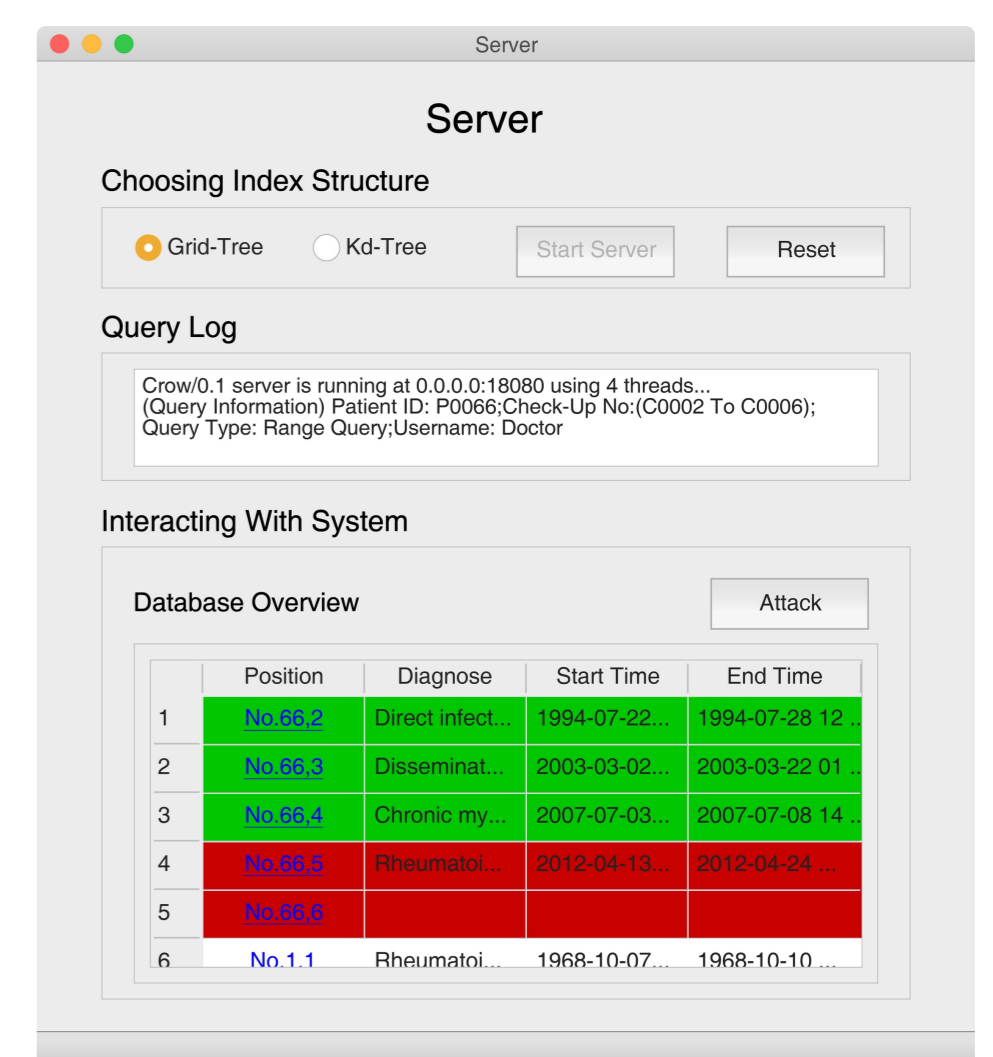 Server
Server
Choosing Index Structure
Grid-Tree Kd-Tree Start Server Reset
Query Log
Crow/0.1 server is running at 0.0.0.0:18080 using 4 threads...
(Query Information) Patient ID: P0066;Check-Up No:(C0002 To C0006);
Query Type: Range Query;Username: Doctor
Interacting With System
Database Overview Attack
Position Diagnose Start Time End Time
1 No.66,2 Direct infect... 1994-07-22... 1994-07-28 12 ..
2 No.66,3 Disseminat... 2003-03-02... 2003-03-22 01 ..
3 No.66,4 Chronic my... 2007-07-03... 2007-07-08 14 ..
4 No.66,5 Rheumatoi... 2012-04-13... 2012-04-24 ...
5 No.66,6
6 No.1,1 Rheumatoi... 1968-10-07... 1968-10-10 ...